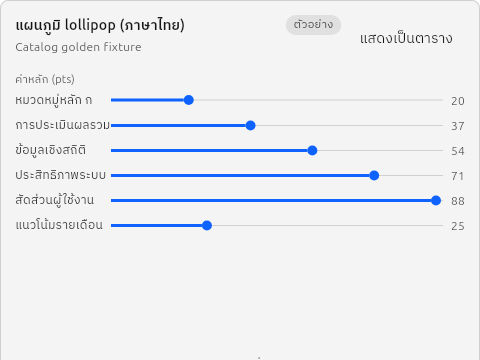 แผนภูมิ lollipop (ภาษาไทย)
ตัวอย่าง
แสดงเป็นตาราง
Catalog golden fixture
ค่าหลัก (pts)
หมวดหมู่หลัก ก 20
การประเมินผลรวม 37
ข้อมูลเชิงสถิติ 54
ประสิทธิภาพระบบ 71
สัดส่วนผู้ใช้งาน 88
แนวโน้มรายเดือน 25